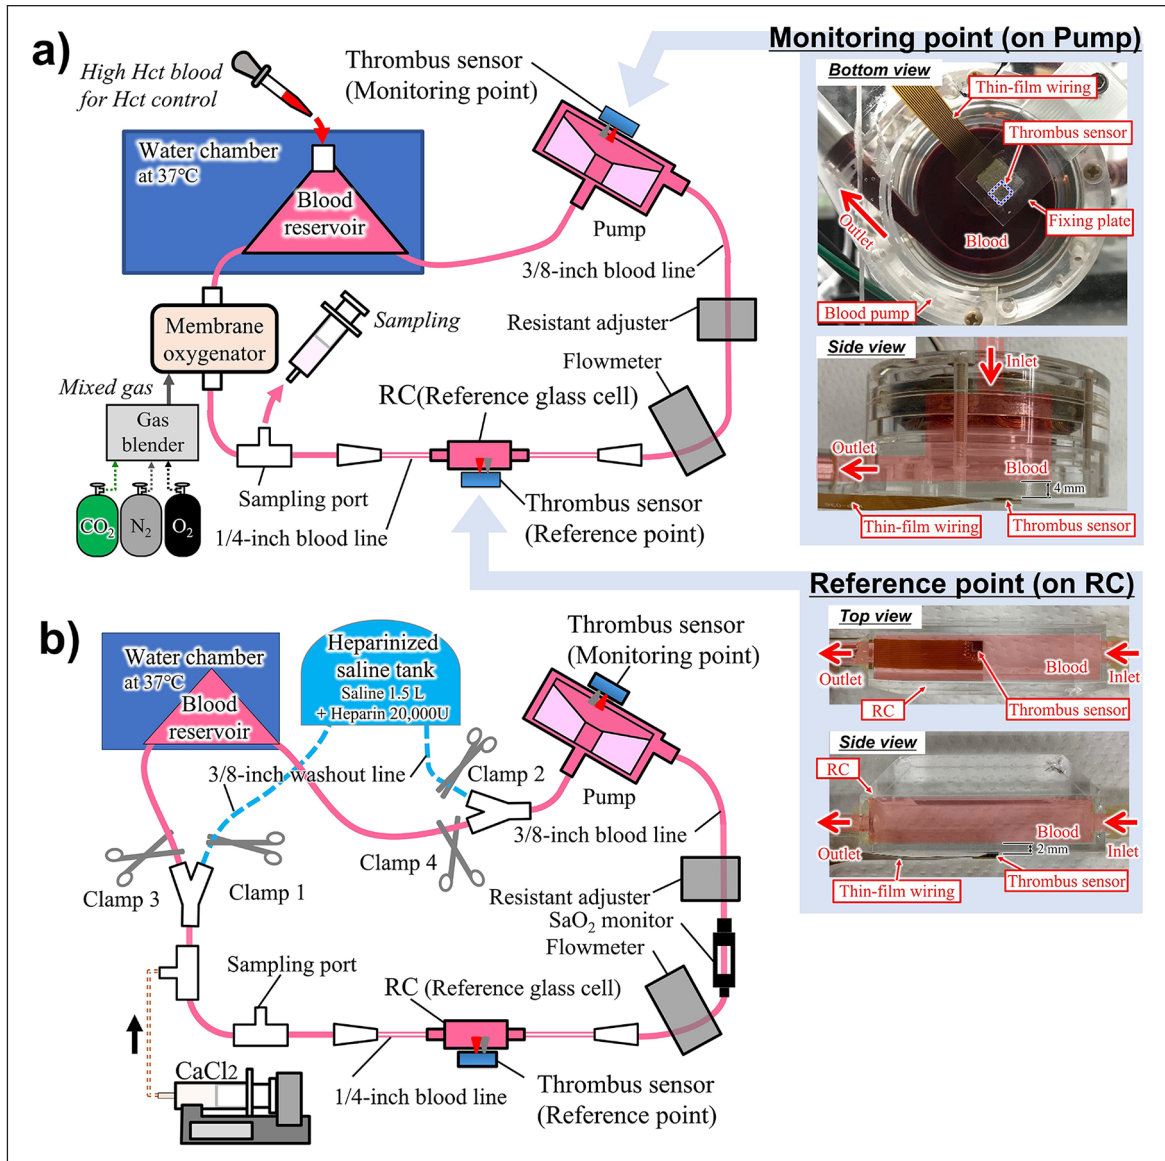 a)
High Hct blood
for Hct control
Water chamber
at 37℃
Blood
reservoir
Thrombus sensor
(Monitoring point)
Pump
3/8-inch blood line
Membrane
oxygenator
Sampling
Resistant adjuster
Flowmeter
Mixed gas
Gas
blender
RC(Reference glass cell)
Sampling port
1/4-inch blood line
Thrombus sensor
(Reference point)
CO2
N2
O2
Monitoring point (on Pump)
Bottom view
Thin-film wiring
Thrombus sensor
Fixing plate
Outlet
Blood
Blood pump
Side view
Inlet
Outlet
Blood
4 mm
Thin-film wiring
Thrombus sensor
Reference point (on RC)
Top view
Blood
Outlet
Inlet
RC
Thrombus sensor
Side view
RC
Blood
Outlet
2 mm
Inlet
Thin-film wiring
Thrombus sensor
b)
Water chamber
at 37℃
Blood
reservoir
Heparinized
saline tank
Saline 1.5 L
+ Heparin 20,000U
Thrombus sensor
(Monitoring point)
3/8-inch washout line
Clamp 2
Pump
3/8-inch blood line
Clamp 4
Clamp 3
Clamp 1
Resistant adjuster
SaO2 monitor
Flowmeter
Sampling port
RC (Reference glass cell)
CaCl2
1/4-inch blood line
Thrombus sensor
(Reference point)